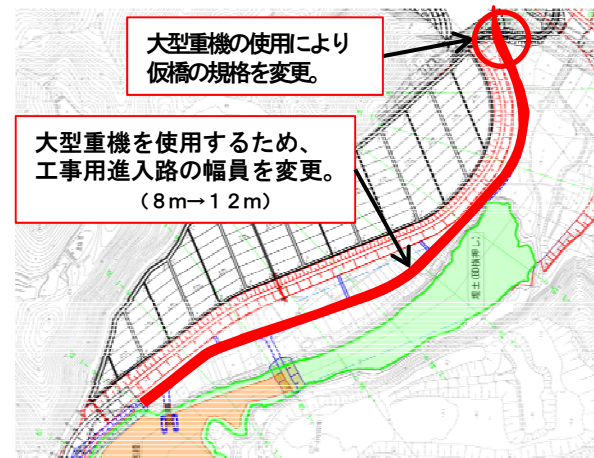 大型重機の使用により
仮橋の規格を変更。
大型重機を使用するため、
工事用進入路の幅員を変更。
（８ｍ→１２ｍ）